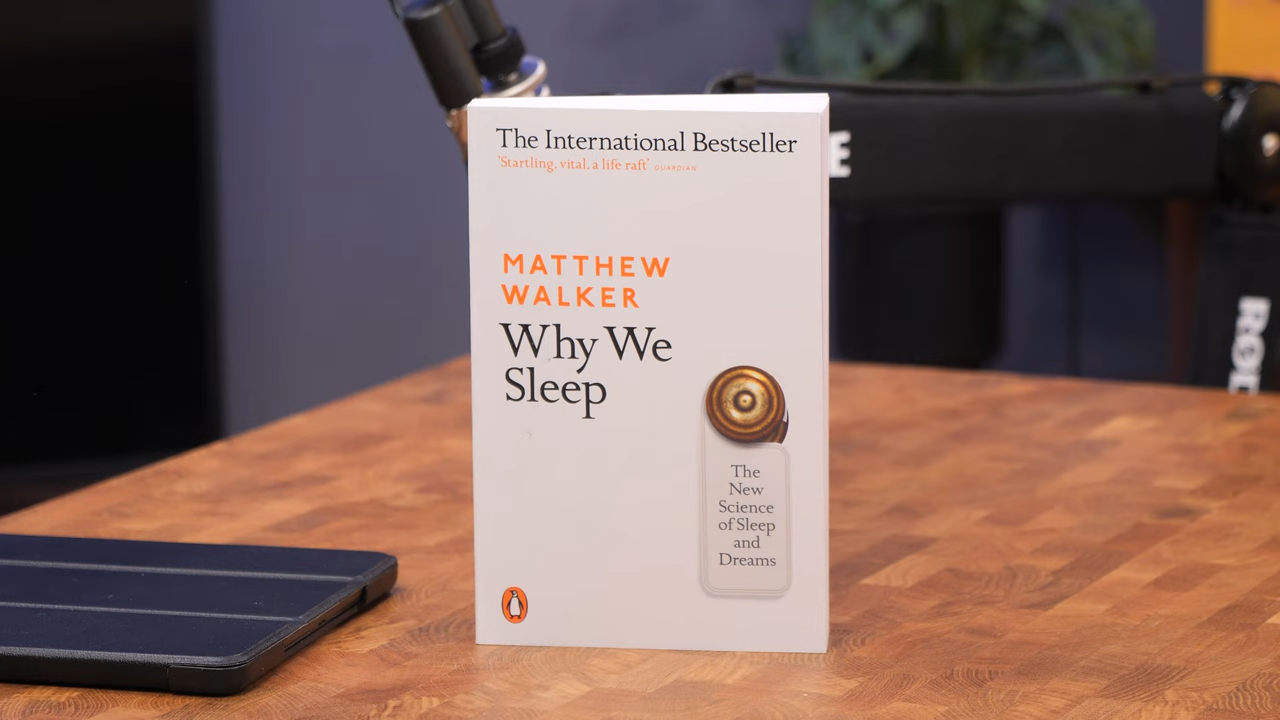 The International Bestseller
'Startling, vital, a life raft' GUARDIAN
MATTHEW
WALKER
Why We
Sleep
The
New
Science
of Sleep
and
Dreams
E